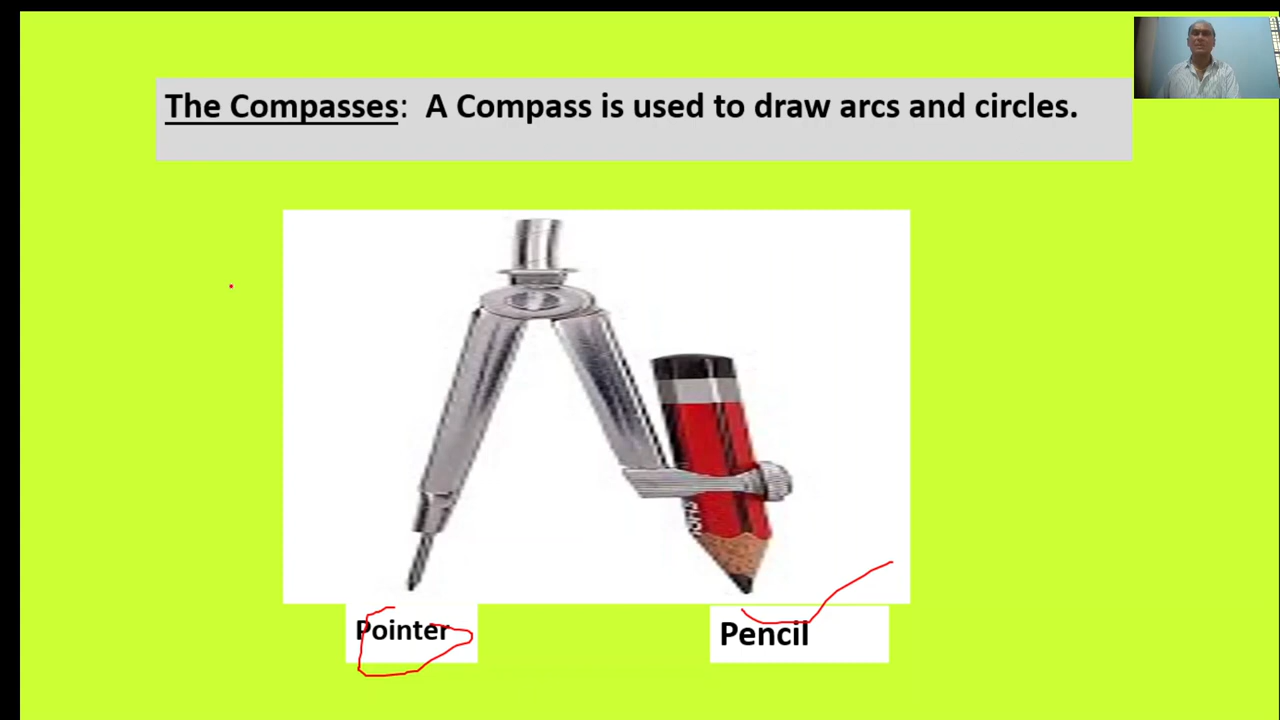 The Compasses: A Compass is used to draw arcs and circles.
Pointer
Pencil